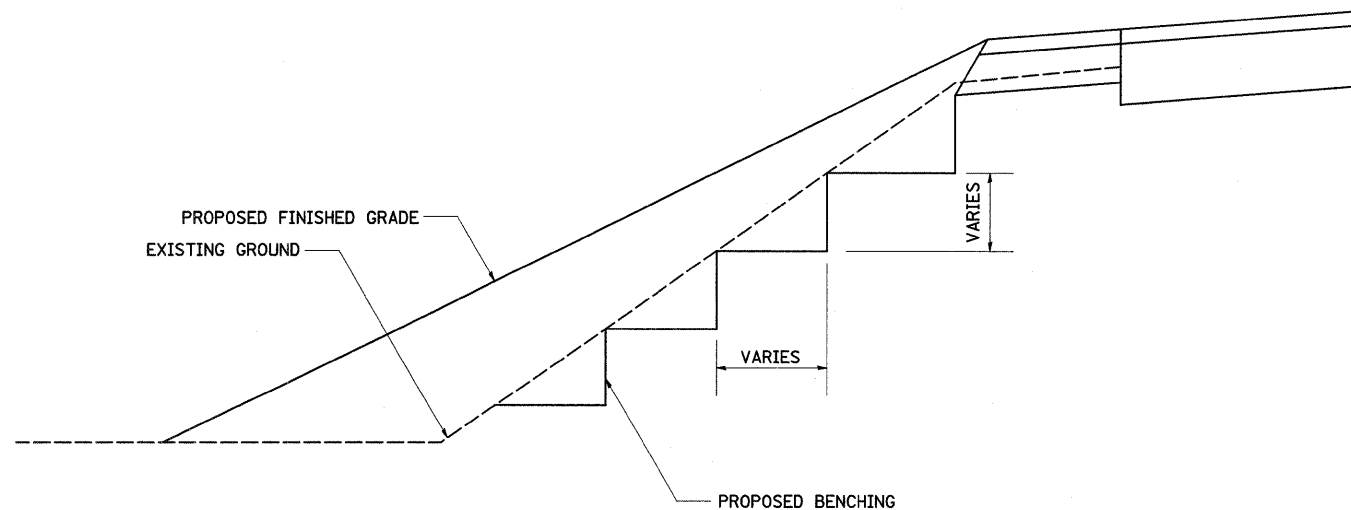 PROPOSED FINISHED GRADE
EXISTING GROUND
VARIES
VARIES
PROPOSED BENCHING